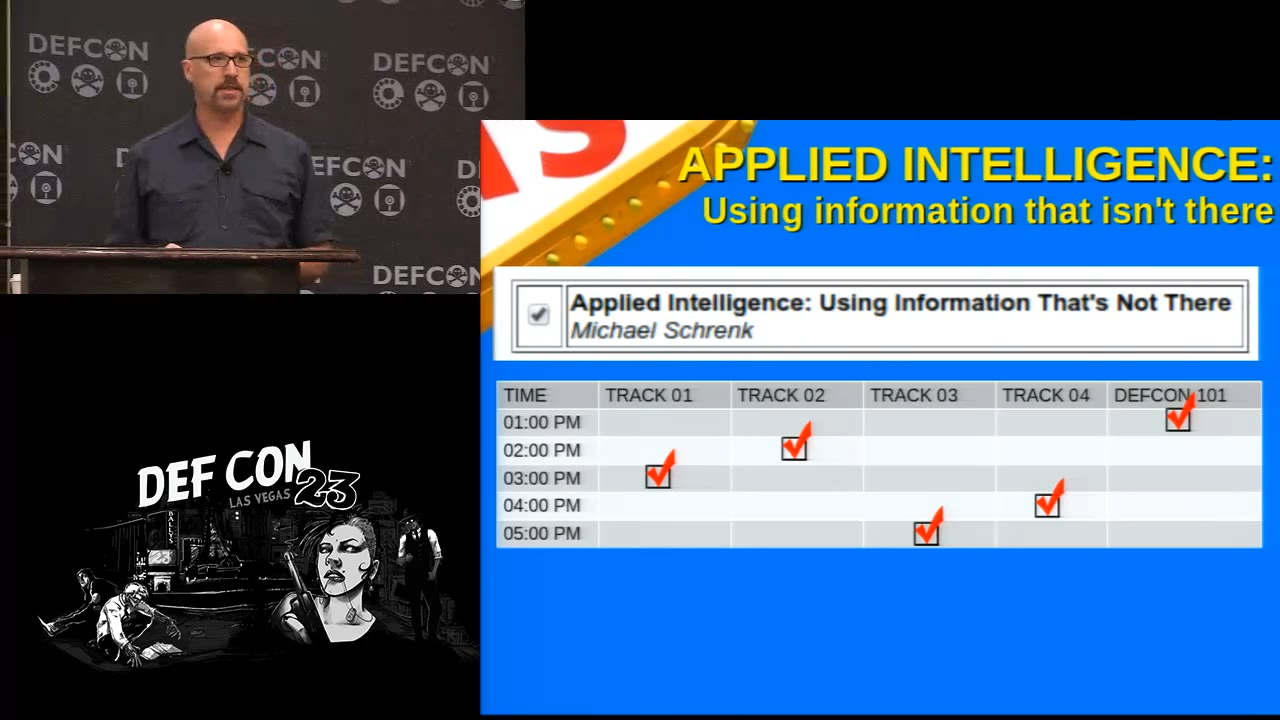 DEFCON
DEFCON
DEFCON
DEFCON
DEF CON 23
LAS VEGAS
BALLYS
APPLIED INTELLIGENCE:
Using information that isn't there
Applied Intelligence: Using Information That's Not There
Michael Schrenk
TIME TRACK 01 TRACK 02 TRACK 03 TRACK 04 DEFCON 101
01:00 PM
02:00 PM
03:00 PM
04:00 PM
05:00 PM